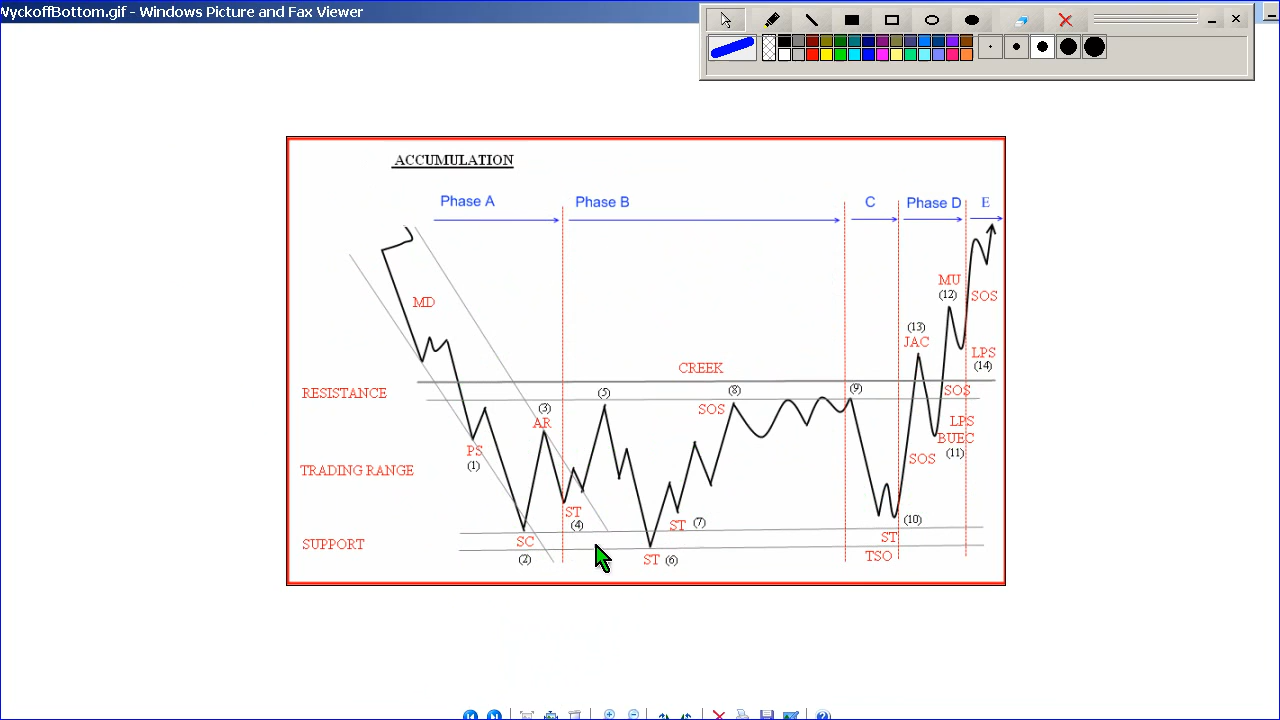 WyckoffBottom.gif - Windows Picture and Fax Viewer
ACCUMULATION
Phase A
Phase B
C
Phase D
E
MD
MU
(12)
SOS
(13)
JAC
LPS
(14)
CREEK
RESISTANCE
(3)
AR
(5)
SOS
(8)
(9)
SOS
LPS
BUEC
(11)
PS
(1)
SOS
TRADING RANGE
ST
(4)
ST (7)
(10)
SUPPORT
SC
(2)
ST (6)
ST
TSO